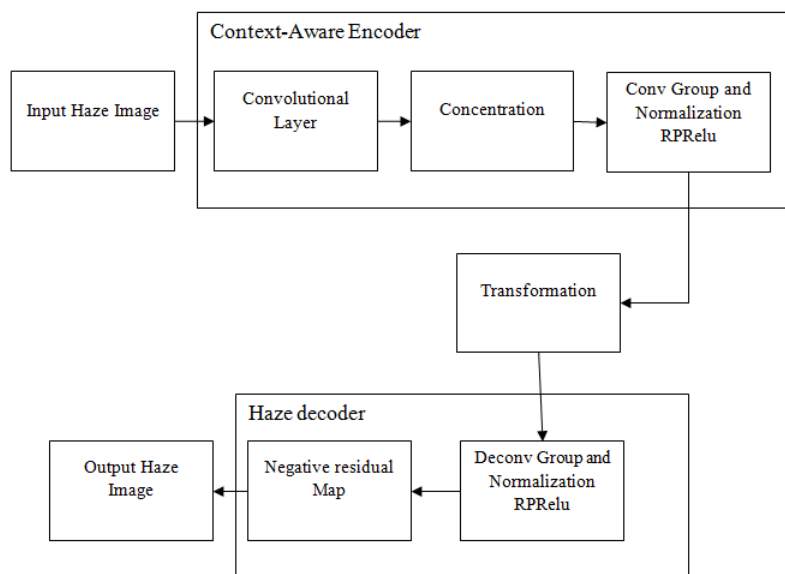 Context-Aware Encoder
Input Haze Image
Convolutional
Layer
Concentration
Conv Group and
Normalization
RPRelu
Transformation
Haze decoder
Output Haze
Image
Negative residual
Map
Deconv Group and
Normalization
RPRelu